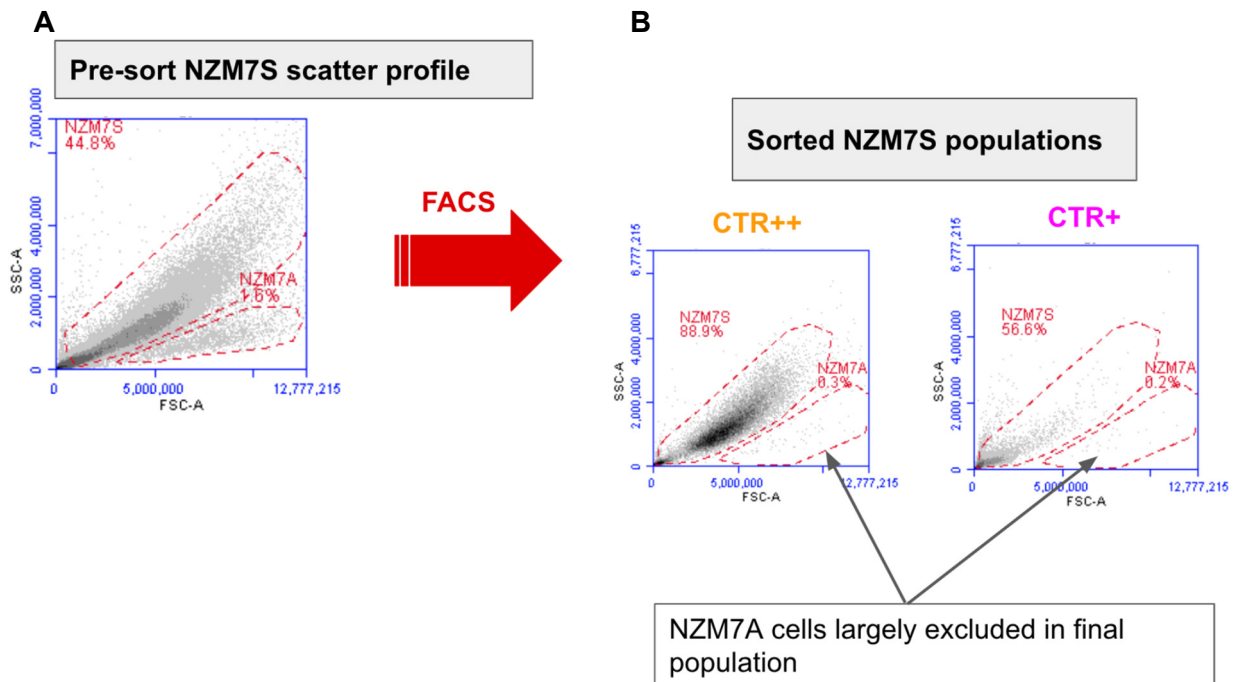 A
B
Pre-sort NZM7S scatter profile
Sorted NZM7S populations
FACS
CTR++
CTR+
NZM7S
44.8%
NZM7A
1.6%
7,000,000
4,000,000
2,000,000
0
SSC-A
0
5,000,000
12,777,215
FSC-A
NZM7S
88.9%
NZM7A
0.3%
6,777,215
4,000,000
2,000,000
0
SSC-A
0
5,000,000
12,777,215
FSC-A
NZM7S
56.6%
NZM7A
0.2%
6,777,215
4,000,000
2,000,000
0
SSC-A
0
5,000,000
12,777,215
FSC-A
NZM7A cells largely excluded in final
population